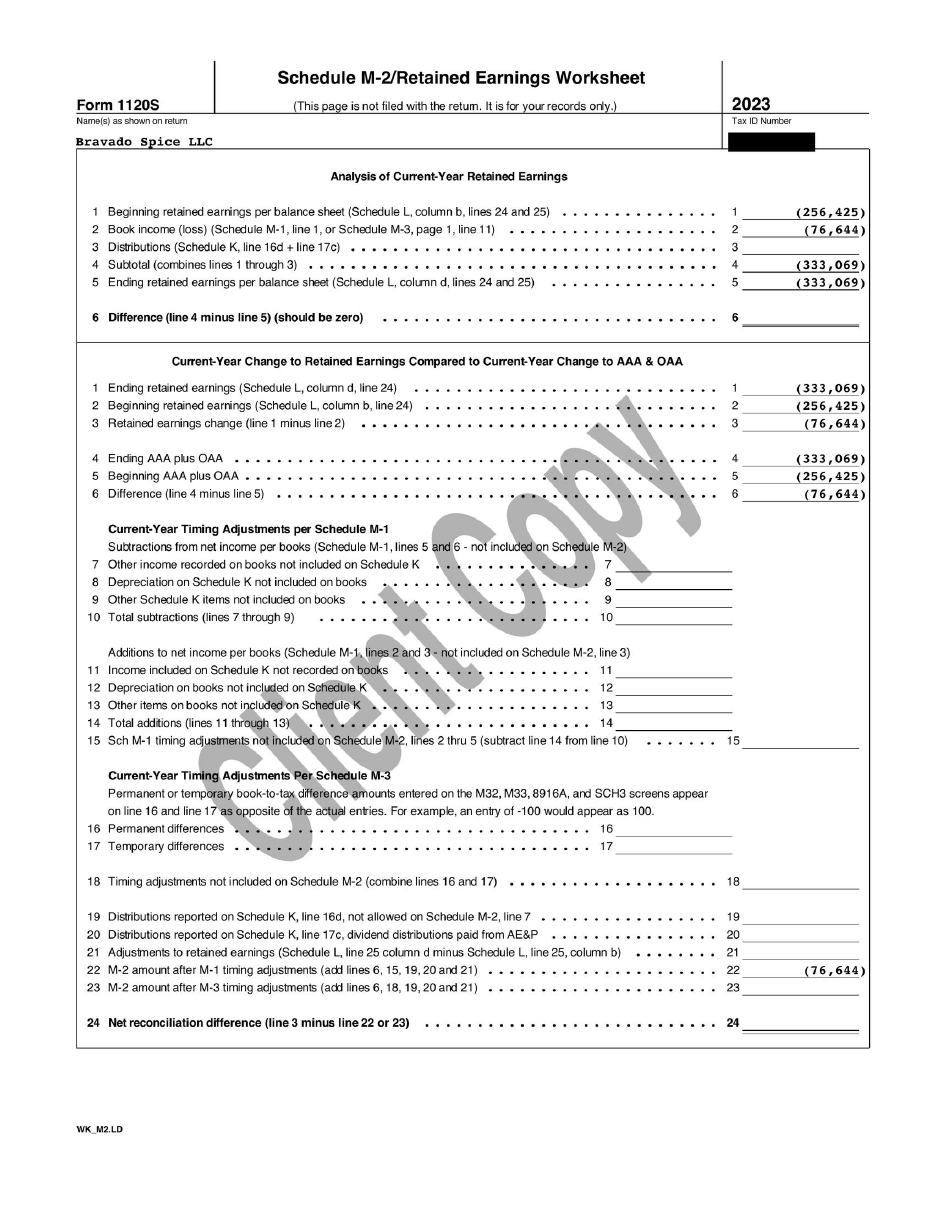 Schedule M-2/Retained Earnings Worksheet
Form 1120S (This page is not filed with the return. It is for your records only.) 2023
Name(s) as shown on return Tax ID Number
Bravado Spice LLC
Analysis of Current-Year Retained Earnings
1 Beginning retained earnings per balance sheet (Schedule L, column b, lines 24 and 25) 1 (256,425)
2 Book income (loss) (Schedule M-1, line 1, or Schedule M-3, page 1, line 11) 2 (76,644)
3 Distributions (Schedule K, line 16d + line 17c) 3
4 Subtotal (combines lines 1 through 3) 4 (333,069)
5 Ending retained earnings per balance sheet (Schedule L, column d, lines 24 and 25) 5 (333,069)
6 Difference (line 4 minus line 5) (should be zero) 6
Current-Year Change to Retained Earnings Compared to Current-Year Change to AAA & OAA
1 Ending retained earnings (Schedule L, column d, line 24) 1 (333,069)
2 Beginning retained earnings (Schedule L, column b, line 24) 2 (256,425)
3 Retained earnings change (line 1 minus line 2) 3 (76,644)
4 Ending AAA plus OAA 4 (333,069)
5 Beginning AAA plus OAA 5 (256,425)
6 Difference (line 4 minus line 5) 6 (76,644)
Current-Year Timing Adjustments per Schedule M-1
Subtractions from net income per books (Schedule M-1, lines 5 and 6 - not included on Schedule M-2)
7 Other income recorded on books not included on Schedule K 7
8 Depreciation on Schedule K not included on books 8
9 Other Schedule K items not included on books 9
10 Total subtractions (lines 7 through 9) 10
Additions to net income per books (Schedule M-1, lines 2 and 3 - not included on Schedule M-2, line 3)
11 Income included on Schedule K not recorded on books 11
12 Depreciation on books not included on Schedule K 12
13 Other items on books not included on Schedule K 13
14 Total additions (lines 11 through 13) 14
15 Sch M-1 timing adjustments not included on Schedule M-2, lines 2 thru 5 (subtract line 14 from line 10) 15
Current-Year Timing Adjustments Per Schedule M-3
Permanent or temporary book-to-tax difference amounts entered on the M32, M33, 8916A, and SCH3 screens appear
on line 16 and line 17 as opposite of the actual entries. For example, an entry of -100 would appear as 100.
16 Permanent differences 16
17 Temporary differences 17
18 Timing adjustments not included on Schedule M-2 (combine lines 16 and 17) 18
19 Distributions reported on Schedule K, line 16d, not allowed on Schedule M-2, line 7 19
20 Distributions reported on Schedule K, line 17c, dividend distributions paid from AE&P 20
21 Adjustments to retained earnings (Schedule L, line 25 column d minus Schedule L, line 25, column b) 21
22 M-2 amount after M-1 timing adjustments (add lines 6, 15, 19, 20 and 21) 22 (76,644)
23 M-2 amount after M-3 timing adjustments (add lines 6, 18, 19, 20 and 21) 23
24 Net reconciliation difference (line 3 minus line 22 or 23) 24
Client Copy
WK_M2.LD